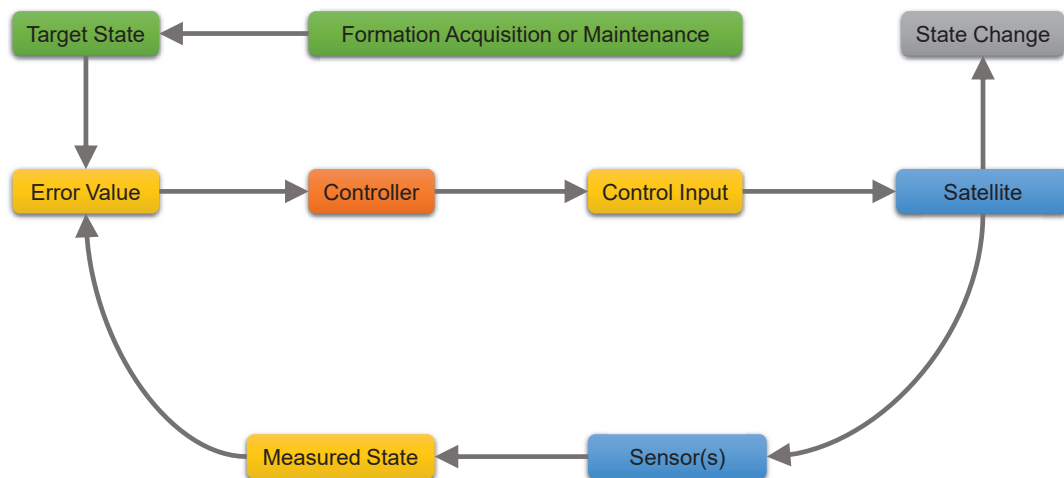 Target State
Formation Acquisition or Maintenance
State Change
Error Value
Controller
Control Input
Satellite
Measured State
Sensor(s)